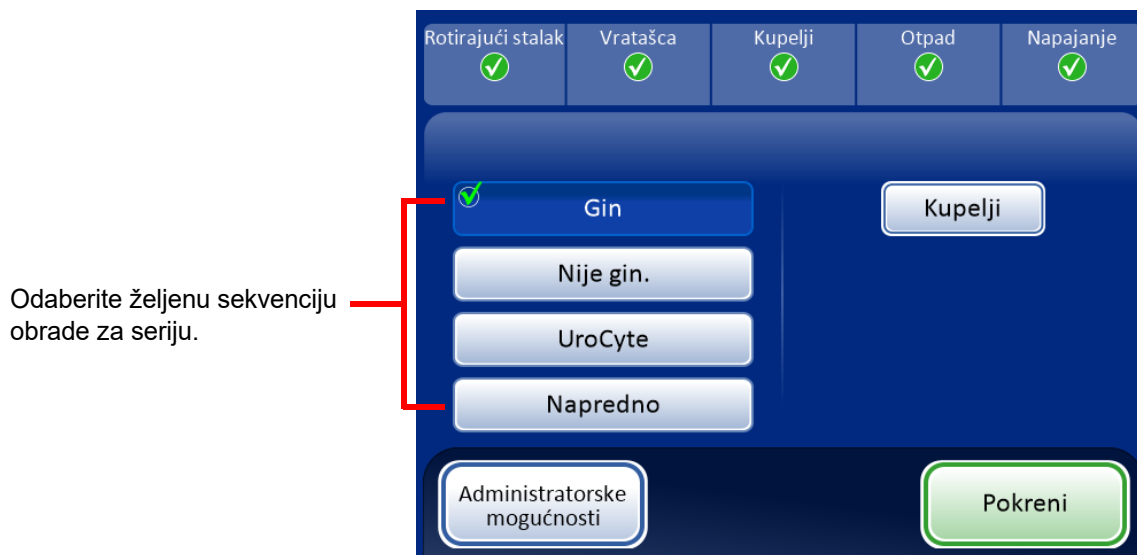 Rotirajući stalak
Vratašca
Kupelji
Otpad
Napajanje
Gin
Kupelji
Nije gin.
UroCyte
Napredno
Odaberite željenu sekvenciju
obrade za seriju.
Administratorske
mogućnosti
Pokreni